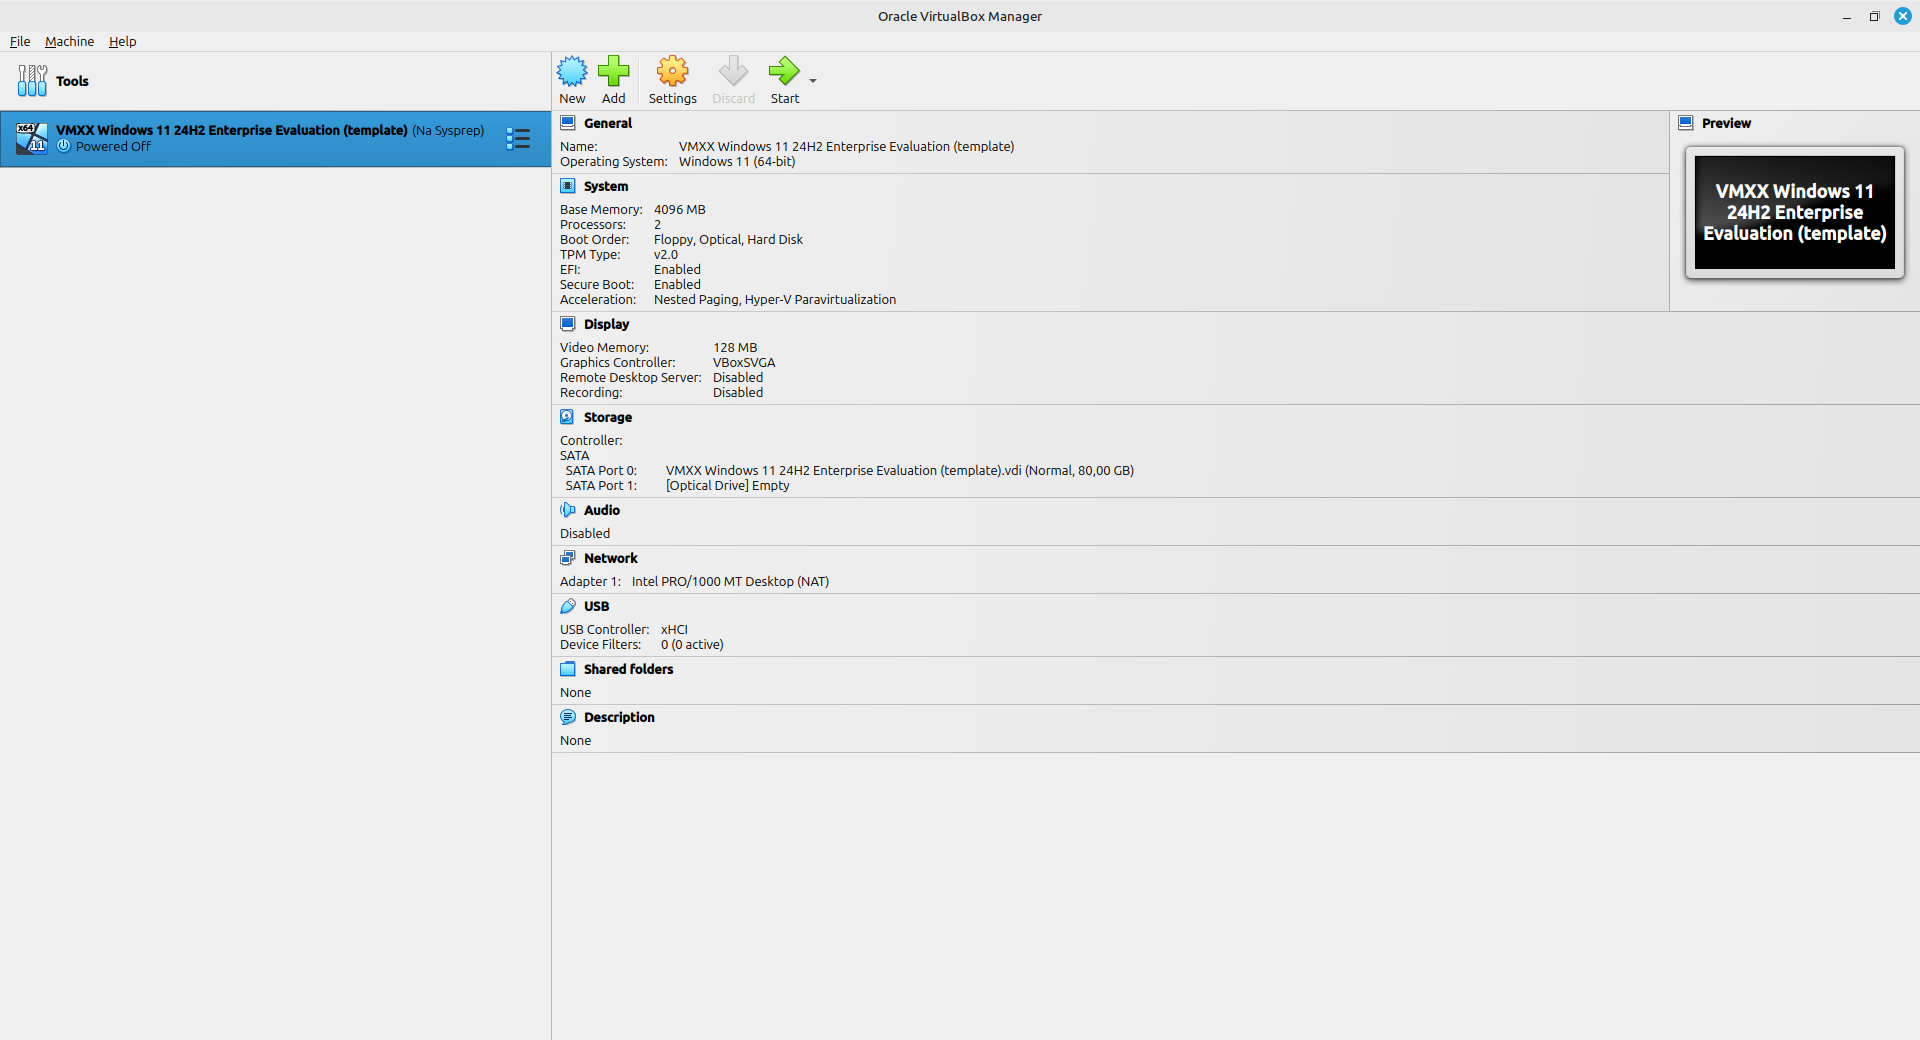 Oracle VirtualBox Manager
File Machine Help
Tools
New Add Settings Discard Start
x64 11
VMXX Windows 11 24H2 Enterprise Evaluation (template) (Na Sysprep)
Powered Off
General
Name: VMXX Windows 11 24H2 Enterprise Evaluation (template)
Operating System: Windows 11 (64-bit)
Preview
VMXX Windows 11
24H2 Enterprise
Evaluation (template)
System
Base Memory: 4096 MB
Processors: 2
Boot Order: Floppy, Optical, Hard Disk
TPM Type: v2.0
EFI: Enabled
Secure Boot: Enabled
Acceleration: Nested Paging, Hyper-V Paravirtualization
Display
Video Memory: 128 MB
Graphics Controller: VBoxSVGA
Remote Desktop Server: Disabled
Recording: Disabled
Storage
Controller:
SATA
SATA Port 0: VMXX Windows 11 24H2 Enterprise Evaluation (template).vdi (Normal, 80,00 GB)
SATA Port 1: [Optical Drive] Empty
Audio
Disabled
Network
Adapter 1: Intel PRO/1000 MT Desktop (NAT)
USB
USB Controller: xHCI
Device Filters: 0 (0 active)
Shared folders
None
Description
None